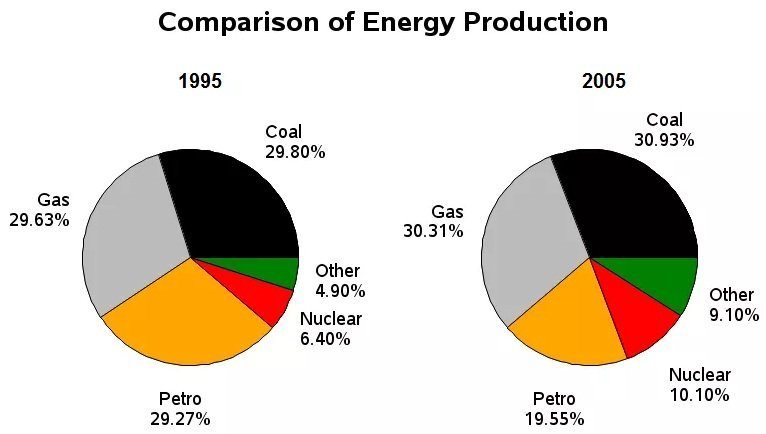 Comparison of Energy Production
1995
Coal
29.80%
Gas
29.63%
Other
4.90%
Nuclear
6.40%
Petro
29.27%
2005
Coal
30.93%
Gas
30.31%
Other
9.10%
Nuclear
10.10%
Petro
19.55%